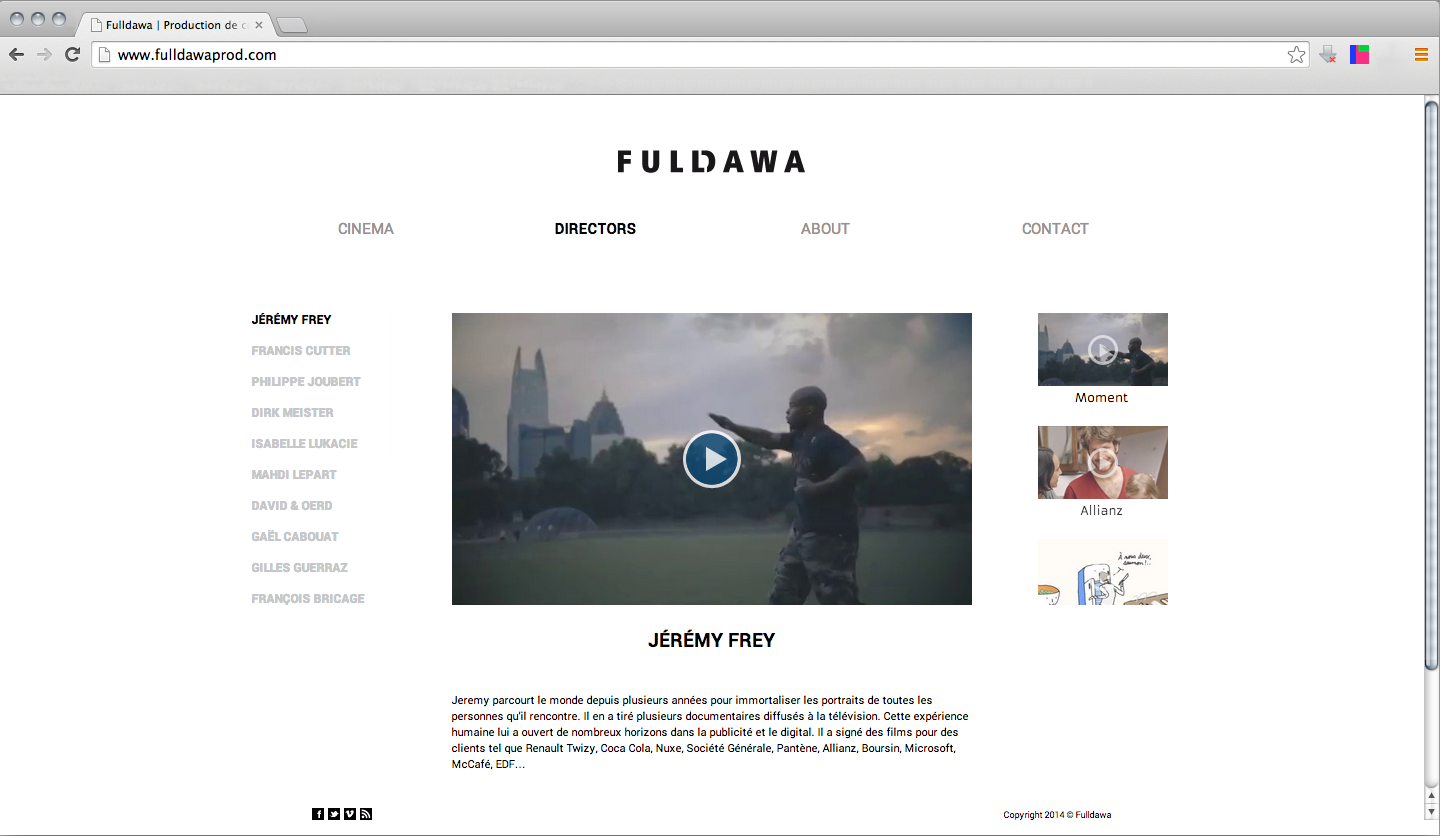 Fulldawa | Production de c
www.fulldawaprod.com
FULDAWA
CINEMA
DIRECTORS
ABOUT
CONTACT
JÉRÉMY FREY
FRANCIS CUTTER
PHILIPPE JOUBERT
DIRK MEISTER
ISABELLE LUKACIE
MAHDI LEPART
DAVID & OERD
GAËL CABOUAT
GILLES GUERRAZ
FRANÇOIS BRICAGE
Moment
Allianz
À nous deux,
saumon !..
JÉRÉMY FREY
Jeremy parcourt le monde depuis plusieurs années pour immortaliser les portraits de toutes les
personnes qu'il rencontre. Il en a tiré plusieurs documentaires diffusés à la télévision. Cette expérience
humaine lui a ouvert de nombreux horizons dans la publicité et le digital. Il a signé des films pour des
clients tel que Renault Twizy, Coca Cola, Nuxe, Société Générale, Pantène, Allianz, Boursin, Microsoft,
McCafé, EDF...
Copyright 2014 © Fulldawa